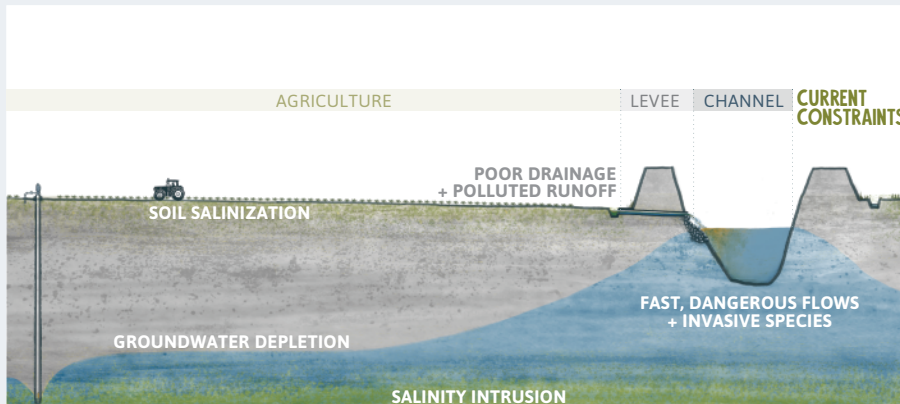 AGRICULTURE
LEVEE
CHANNEL
CURRENT
CONSTRAINTS
POOR DRAINAGE
+ POLLUTED RUNOFF
SOIL SALINIZATION
FAST, DANGEROUS FLOWS
+ INVASIVE SPECIES
GROUNDWATER DEPLETION
SALINITY INTRUSION